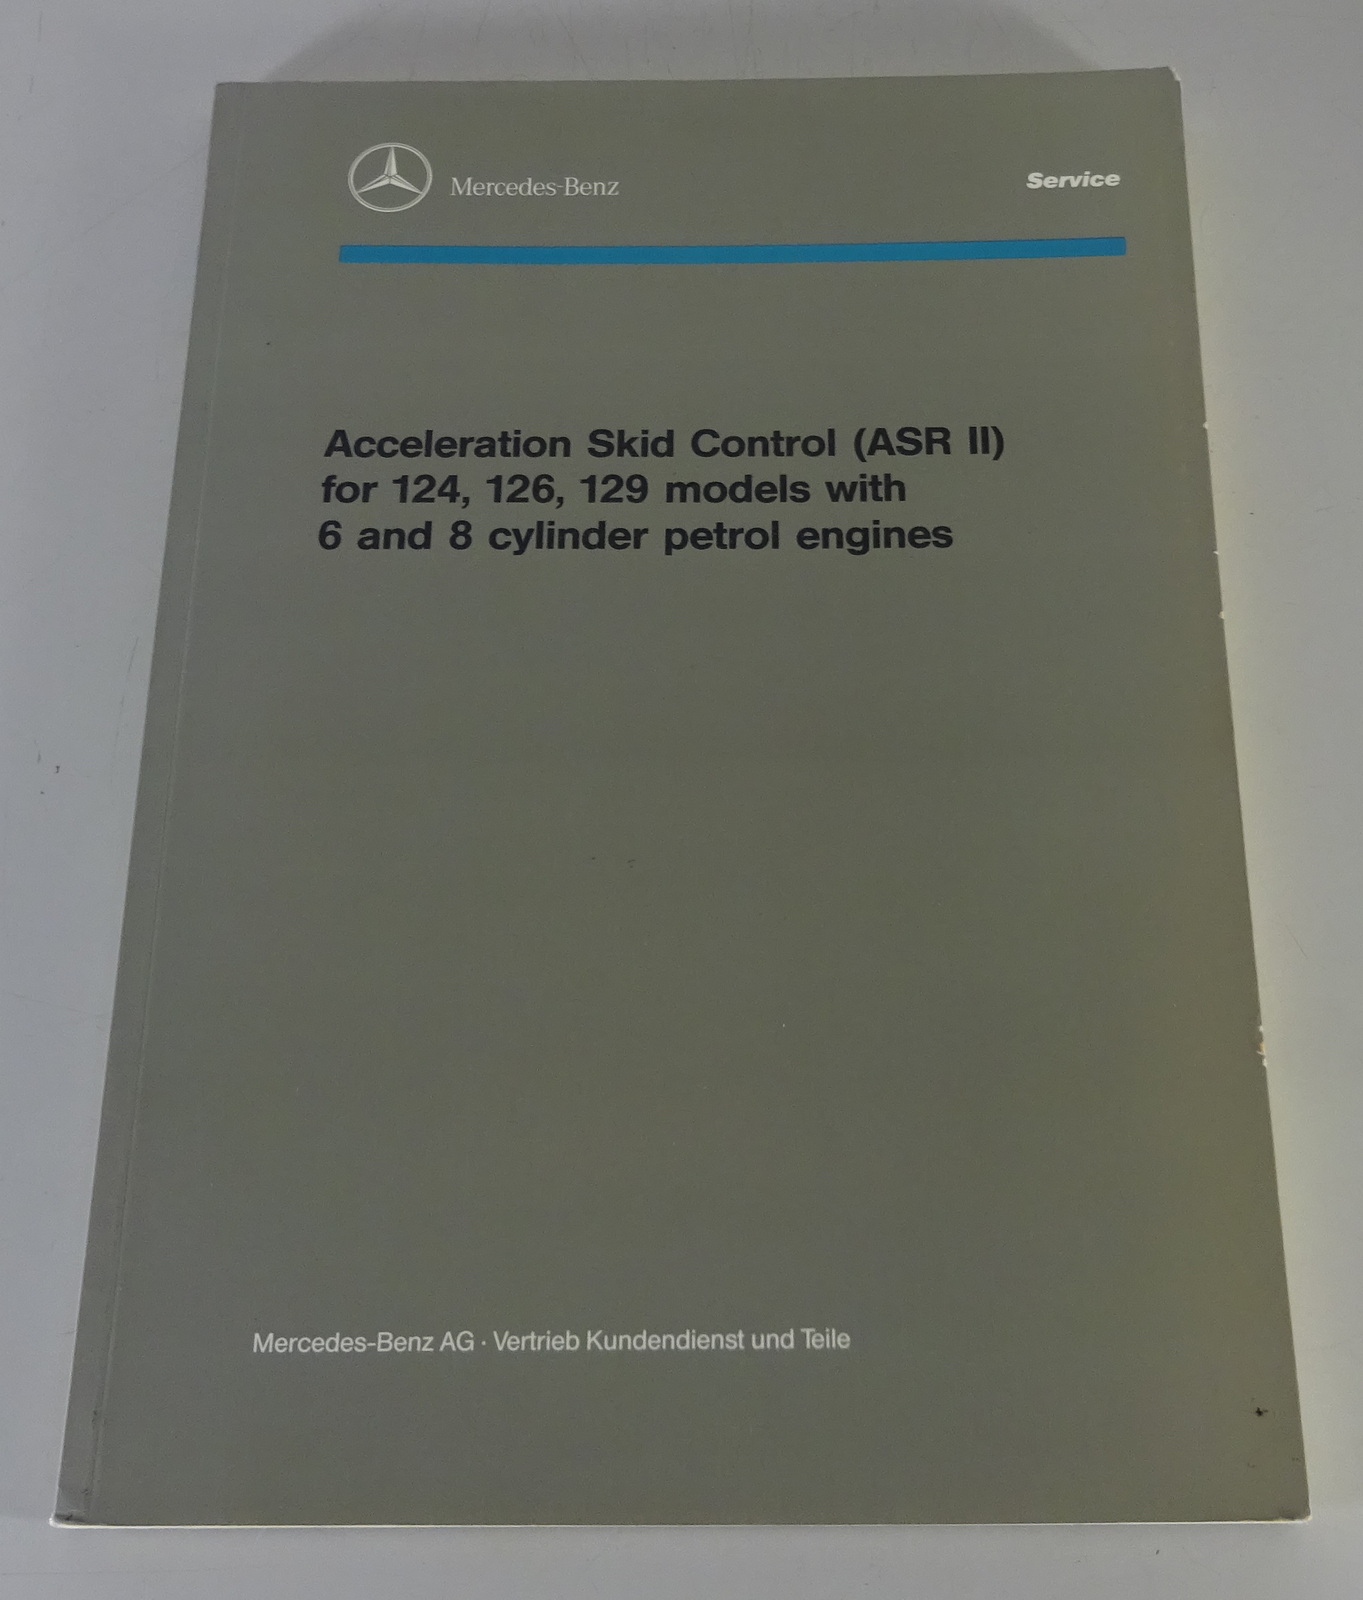 Mercedes-Benz
Service
Acceleration Skid Control (ASR II)
for 124, 126, 129 models with
6 and 8 cylinder petrol engines
Mercedes-Benz AG · Vertrieb Kundendienst und Teile